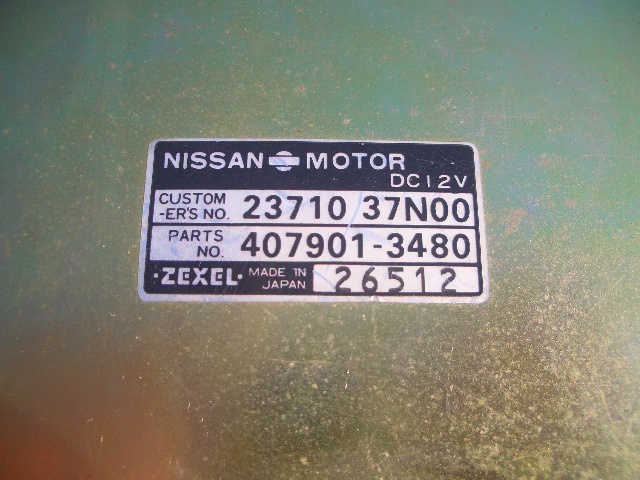 NISSAN MOTOR
DC12V
CUSTOM
-ER'S NO. 23710 37N00
PARTS
NO. 407901-3480
·ZEXEL· MADE IN
JAPAN 26512